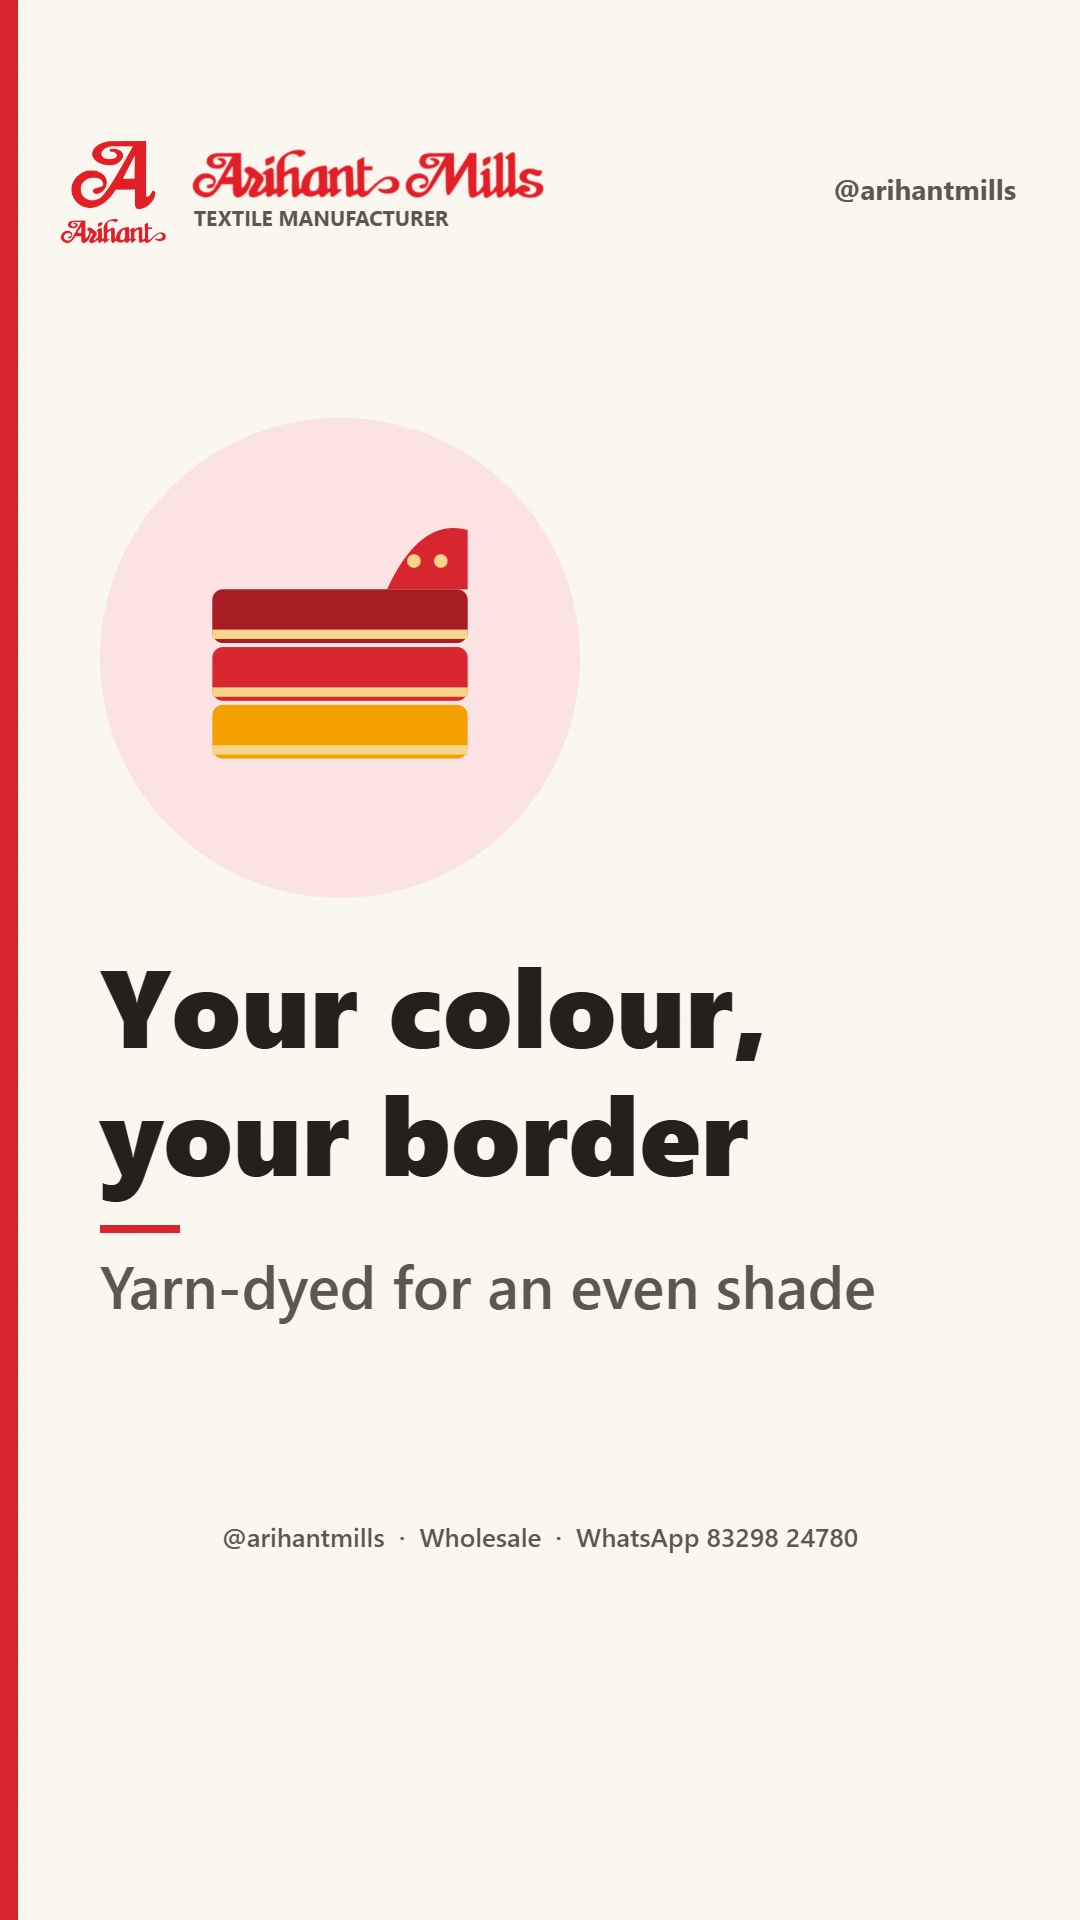 A
Arihant
Arihant Mills
TEXTILE MANUFACTURER
@arihantmills
Your colour,
your border
Yarn-dyed for an even shade
@arihantmills · Wholesale · WhatsApp 83298 24780